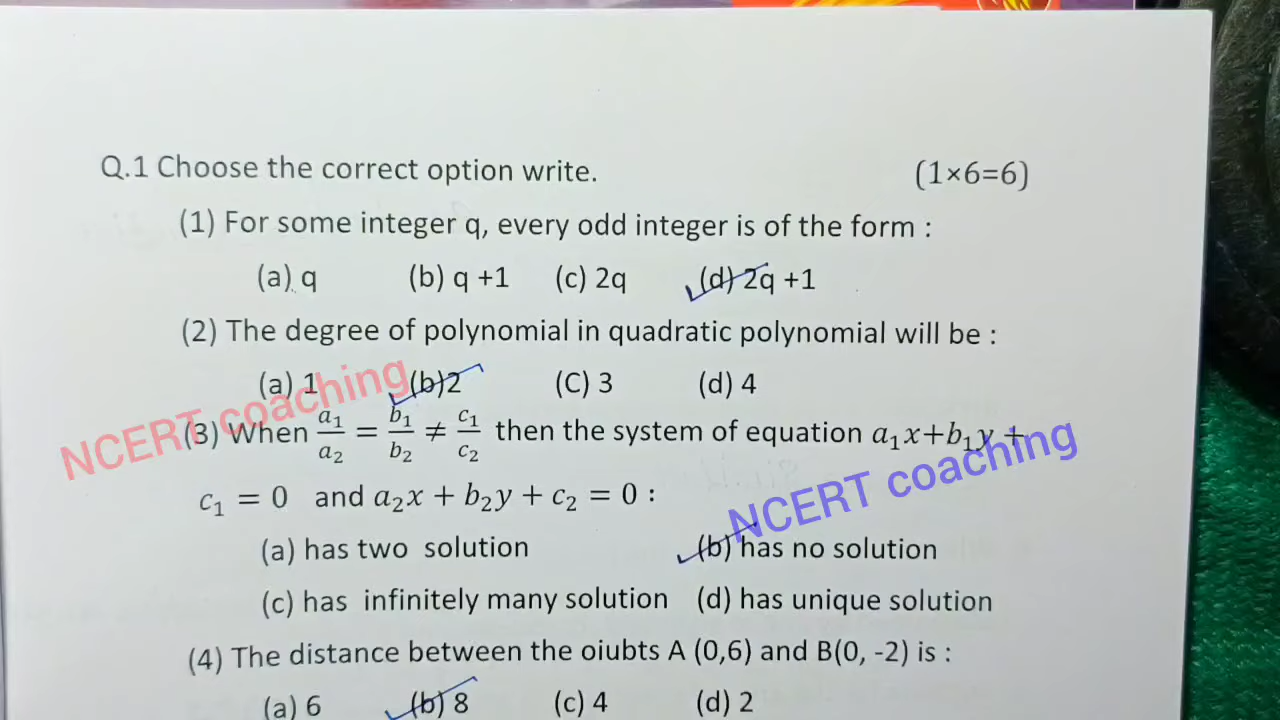 Q.1 Choose the correct option write. (1×6=6)
(1) For some integer q, every odd integer is of the form :
(a) q (b) q +1 (c) 2q (d) 2q +1
(2) The degree of polynomial in quadratic polynomial will be :
(a) 1 (b)2 (C) 3 (d) 4
NCERT coaching
(3) When a₁/a₂ = b₁/b₂ ≠ c₁/c₂ then the system of equation a₁x+b₁y +
c₁ = 0 and a₂x + b₂y + c₂ = 0 :
NCERT coaching
(a) has two solution (b) has no solution
(c) has infinitely many solution (d) has unique solution
(4) The distance between the oiubts A (0,6) and B(0, -2) is :
(a) 6 (b) 8 (c) 4 (d) 2